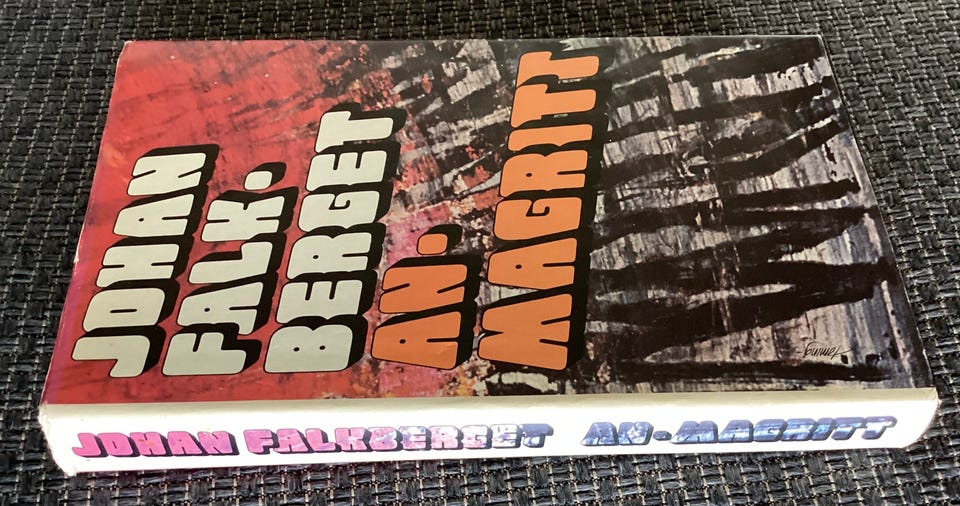 JOHAN
FALK·
BERGET
AN·
MAGRITT
JOHAN FALKBERGET AN-MAGRITT